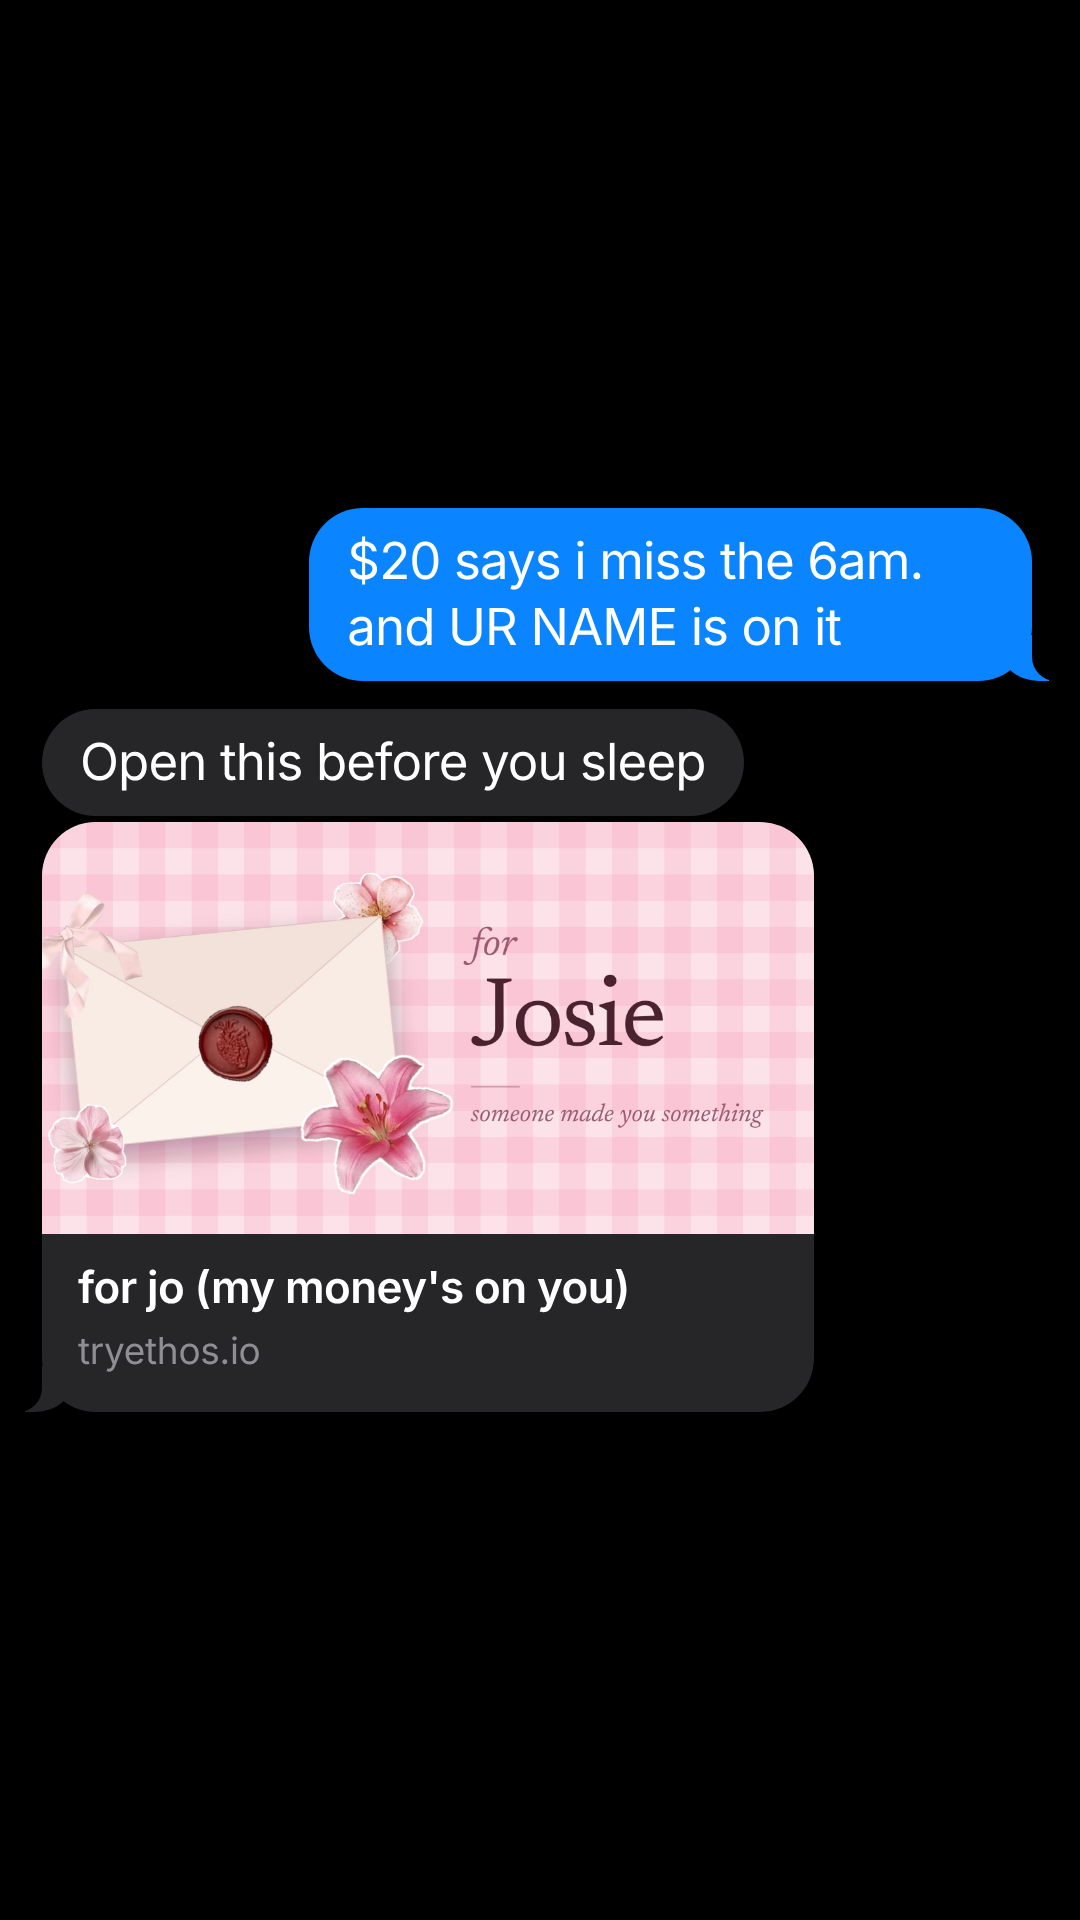 $20 says i miss the 6am.
and UR NAME is on it
Open this before you sleep
for
Josie
someone made you something
for jo (my money's on you)
tryethos.io